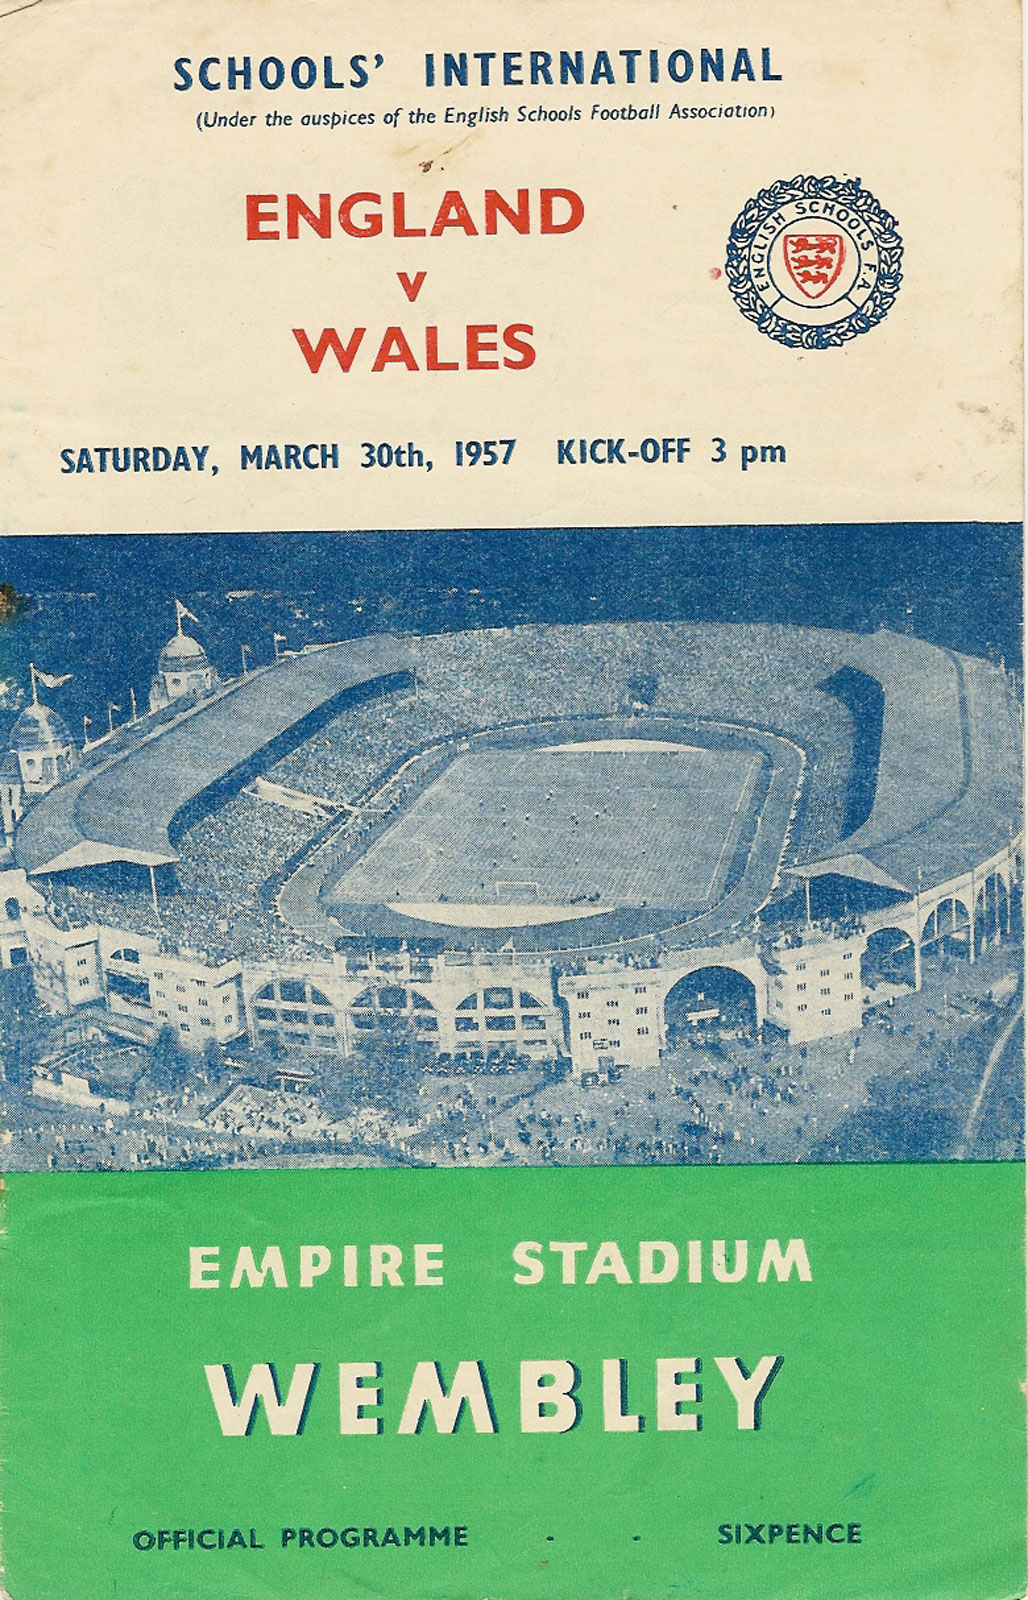 SCHOOLS' INTERNATIONAL
(Under the auspices of the English Schools Football Association)
ENGLAND
v
WALES
ENGLISH SCHOOLS F.A.
SATURDAY, MARCH 30th, 1957 KICK-OFF 3 pm
EMPIRE STADIUM
WEMBLEY
OFFICIAL PROGRAMME - - SIXPENCE